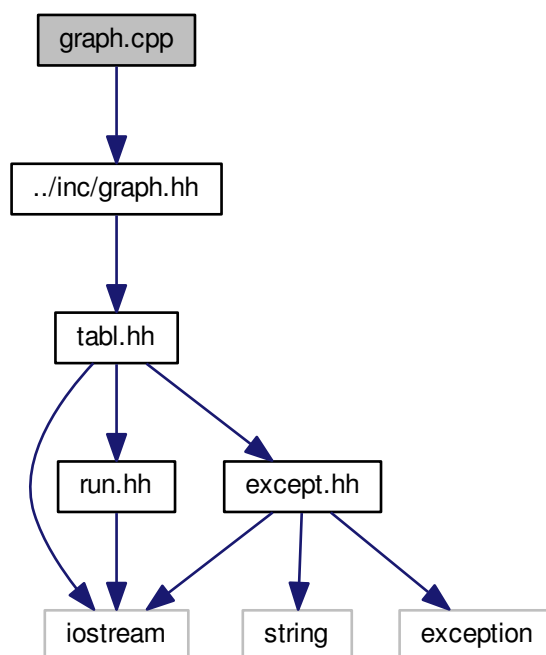 graph.cpp
../inc/graph.hh
tabl.hh
run.hh
except.hh
iostream
string
exception